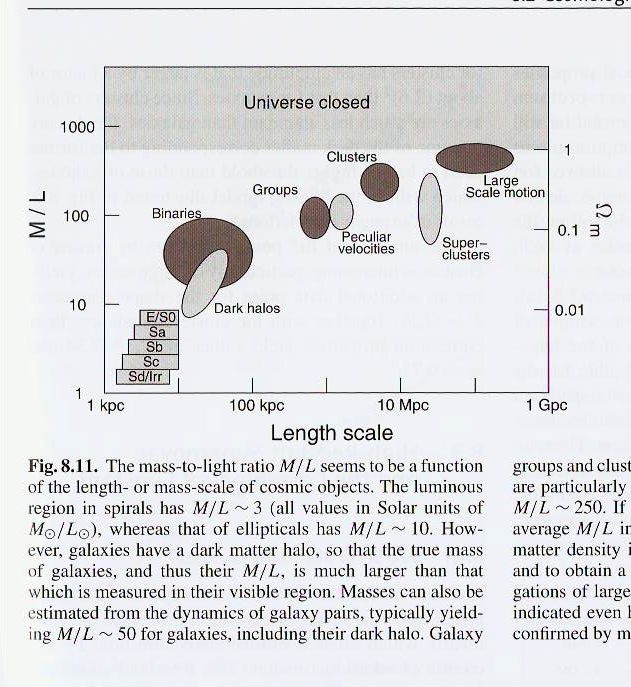 Universe closed
1000
100
10
1
M / L
Clusters
Groups
Binaries
Peculiar
velocities
Large
Scale motion
Super–
clusters
Dark halos
E/S0
Sa
Sb
Sc
Sd/Irr
1
0.1
0.01
Ω m
1 kpc
100 kpc
10 Mpc
1 Gpc
Length scale
Fig. 8.11. The mass-to-light ratio M/L seems to be a function
of the length- or mass-scale of cosmic objects. The luminous
region in spirals has M/L ∼ 3 (all values in Solar units of
M⊙/L⊙), whereas that of ellipticals has M/L ∼ 10. How-
ever, galaxies have a dark matter halo, so that the true mass
of galaxies, and thus their M/L, is much larger than that
which is measured in their visible region. Masses can also be
estimated from the dynamics of galaxy pairs, typically yield-
ing M/L ∼ 50 for galaxies, including their dark halo. Galaxy
groups and clust
are particularly
M/L ∼ 250. If
average M/L in
matter density i
and to obtain a
gations of large
indicated even h
confirmed by m